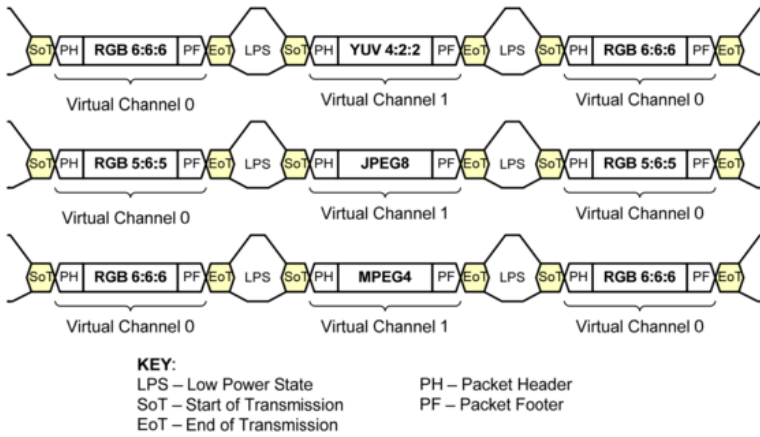 SoT PH RGB 6:6:6 PF EoT LPS SoT PH YUV 4:2:2 PF EoT LPS SoT PH RGB 6:6:6 PF EoT
Virtual Channel 0 Virtual Channel 1 Virtual Channel 0
SoT PH RGB 5:6:5 PF EoT LPS SoT PH JPEG8 PF EoT LPS SoT PH RGB 5:6:5 PF EoT
Virtual Channel 0 Virtual Channel 1 Virtual Channel 0
SoT PH RGB 6:6:6 PF EoT LPS SoT PH MPEG4 PF EoT LPS SoT PH RGB 6:6:6 PF EoT
Virtual Channel 0 Virtual Channel 1 Virtual Channel 0
KEY:
LPS – Low Power State PH – Packet Header
SoT – Start of Transmission PF – Packet Footer
EoT – End of Transmission